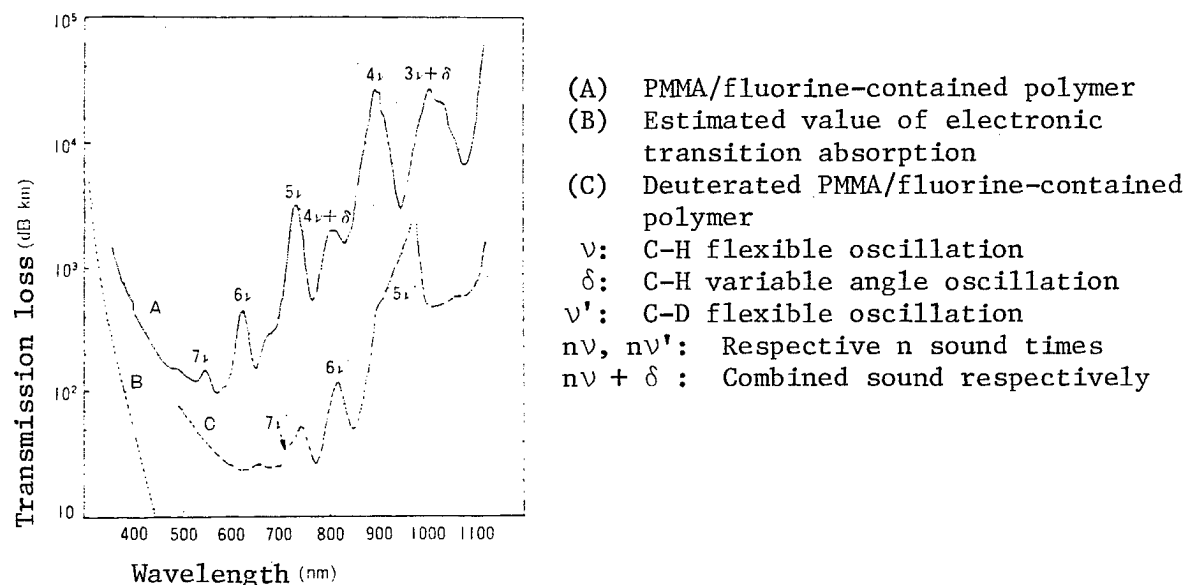 10⁵
10⁴
10³
10²
10
Transmission loss (dB km)
4ν
3ν + δ
5ν
4ν + δ
6ν
A
7ν
B
C
5ν'
6ν'
7ν'
400 500 600 700 800 900 1000 1100
Wavelength (nm)
(A) PMMA/fluorine-contained polymer
(B) Estimated value of electronic
transition absorption
(C) Deuterated PMMA/fluorine-contained
polymer
ν: C-H flexible oscillation
δ: C-H variable angle oscillation
ν': C-D flexible oscillation
nν, nν': Respective n sound times
nν + δ : Combined sound respectively